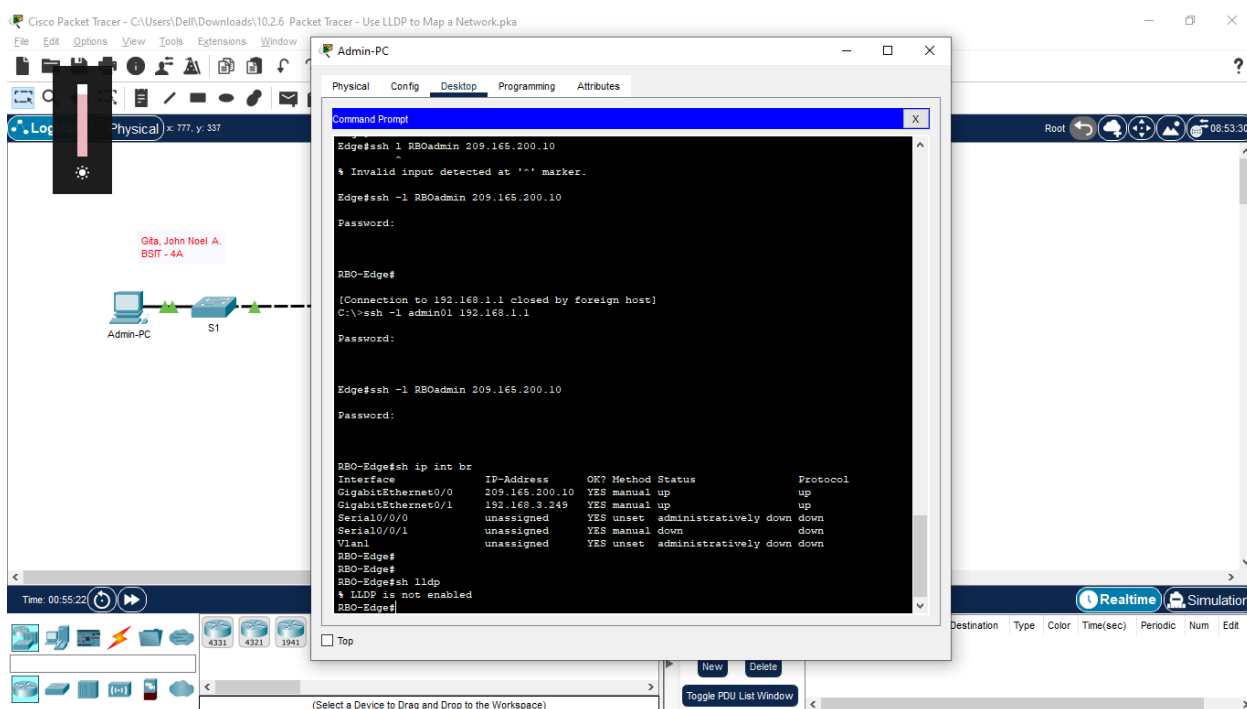 Cisco Packet Tracer - C:\Users\Dell\Downloads\10.2.6 Packet Tracer - Use LLDP to Map a Network.pka
File Edit Options View Tools Extensions Window
Admin-PC
Physical Config Desktop Programming Attributes
?
Physical x: 777, y: 337
Root 08:53:30
Command Prompt X
Edge#ssh l RBOadmin 209.165.200.10
^
% Invalid input detected at '^' marker.
Edge#ssh -l RBOadmin 209.165.200.10
Password:
RBO-Edge#
[Connection to 192.168.1.1 closed by foreign host]
C:\>ssh -l admin01 192.168.1.1
Password:
Edge#ssh -l RBOadmin 209.165.200.10
Password:
RBO-Edge#sh ip int br
Interface IP-Address OK? Method Status Protocol
GigabitEthernet0/0 209.165.200.10 YES manual up up
GigabitEthernet0/1 192.168.3.249 YES manual up up
Serial0/0/0 unassigned YES unset administratively down down
Serial0/0/1 unassigned YES manual down down
Vlan1 unassigned YES unset administratively down down
RBO-Edge#
RBO-Edge#
RBO-Edge#sh lldp
% LLDP is not enabled
RBO-Edge#
Top
Gita, John Noel A.
BSIT - 4A
Admin-PC
S1
Time: 00:55:22
Realtime Simulation
4331 4321 1941
Destination Type Color Time(sec) Periodic Num Edit
New Delete
Toggle PDU List Window
(Select a Device to Drag and Drop to the Workspace)